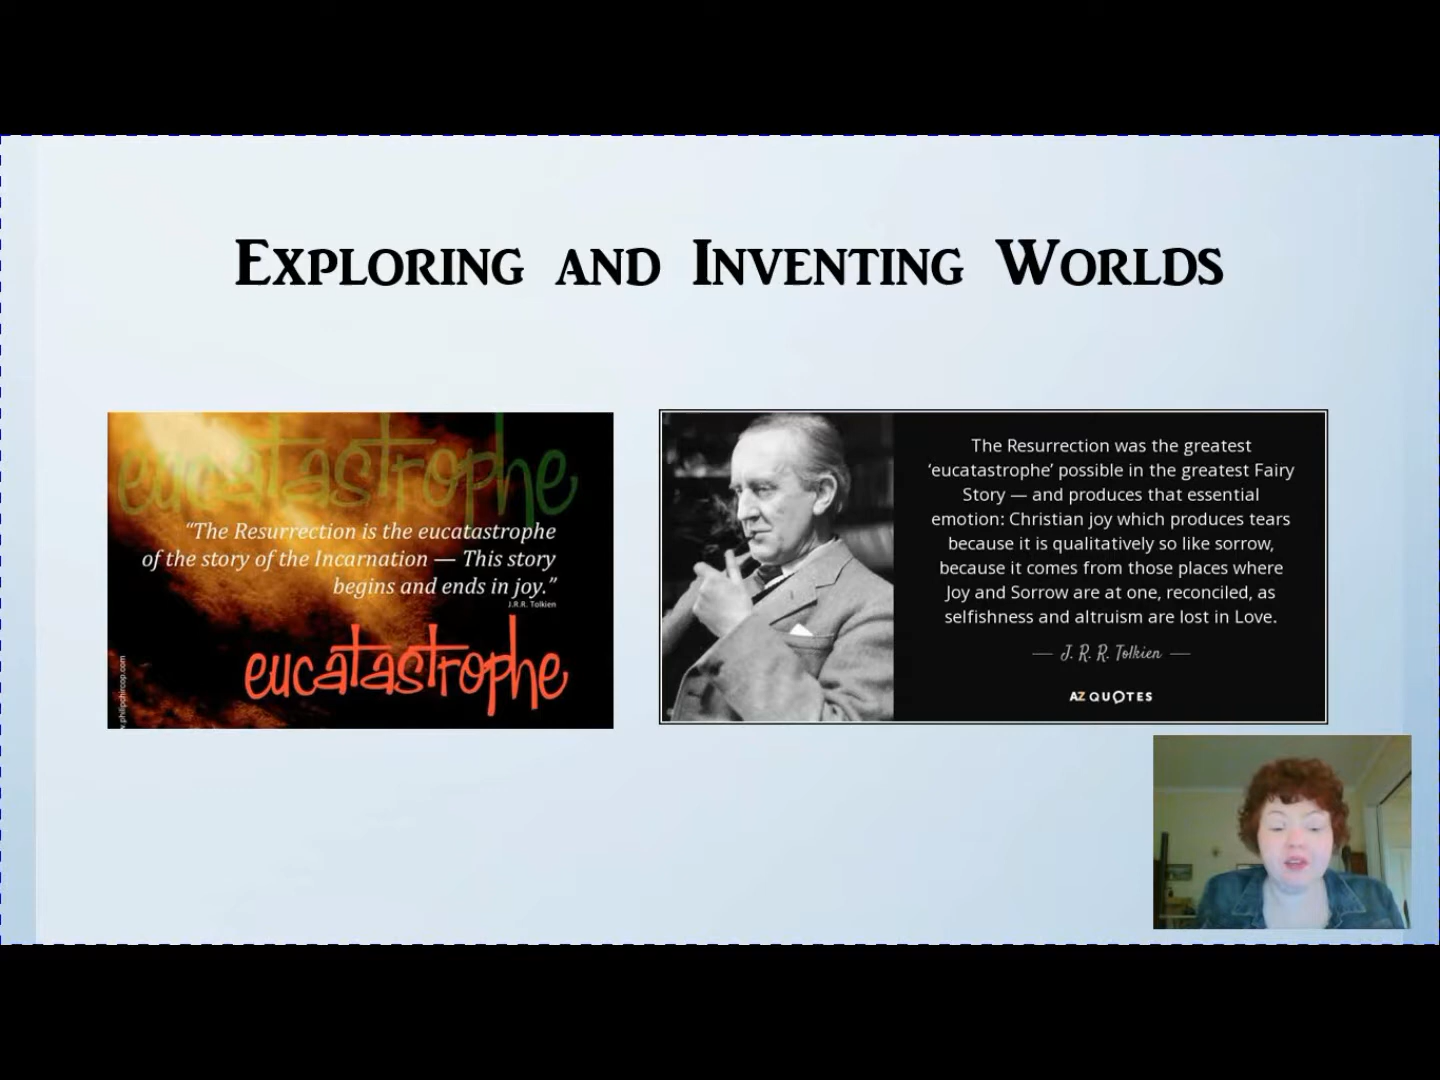 Exploring and Inventing Worlds
eucatastrophe
“The Resurrection is the eucatastrophe
of the story of the Incarnation — This story
begins and ends in joy.”
J.R.R. Tolkien
eucatastrophe
.philipchircop.com
The Resurrection was the greatest
‘eucatastrophe’ possible in the greatest Fairy
Story — and produces that essential
emotion: Christian joy which produces tears
because it is qualitatively so like sorrow,
because it comes from those places where
Joy and Sorrow are at one, reconciled, as
selfishness and altruism are lost in Love.
— J. R. R. Tolkien —
AZ QUOTES